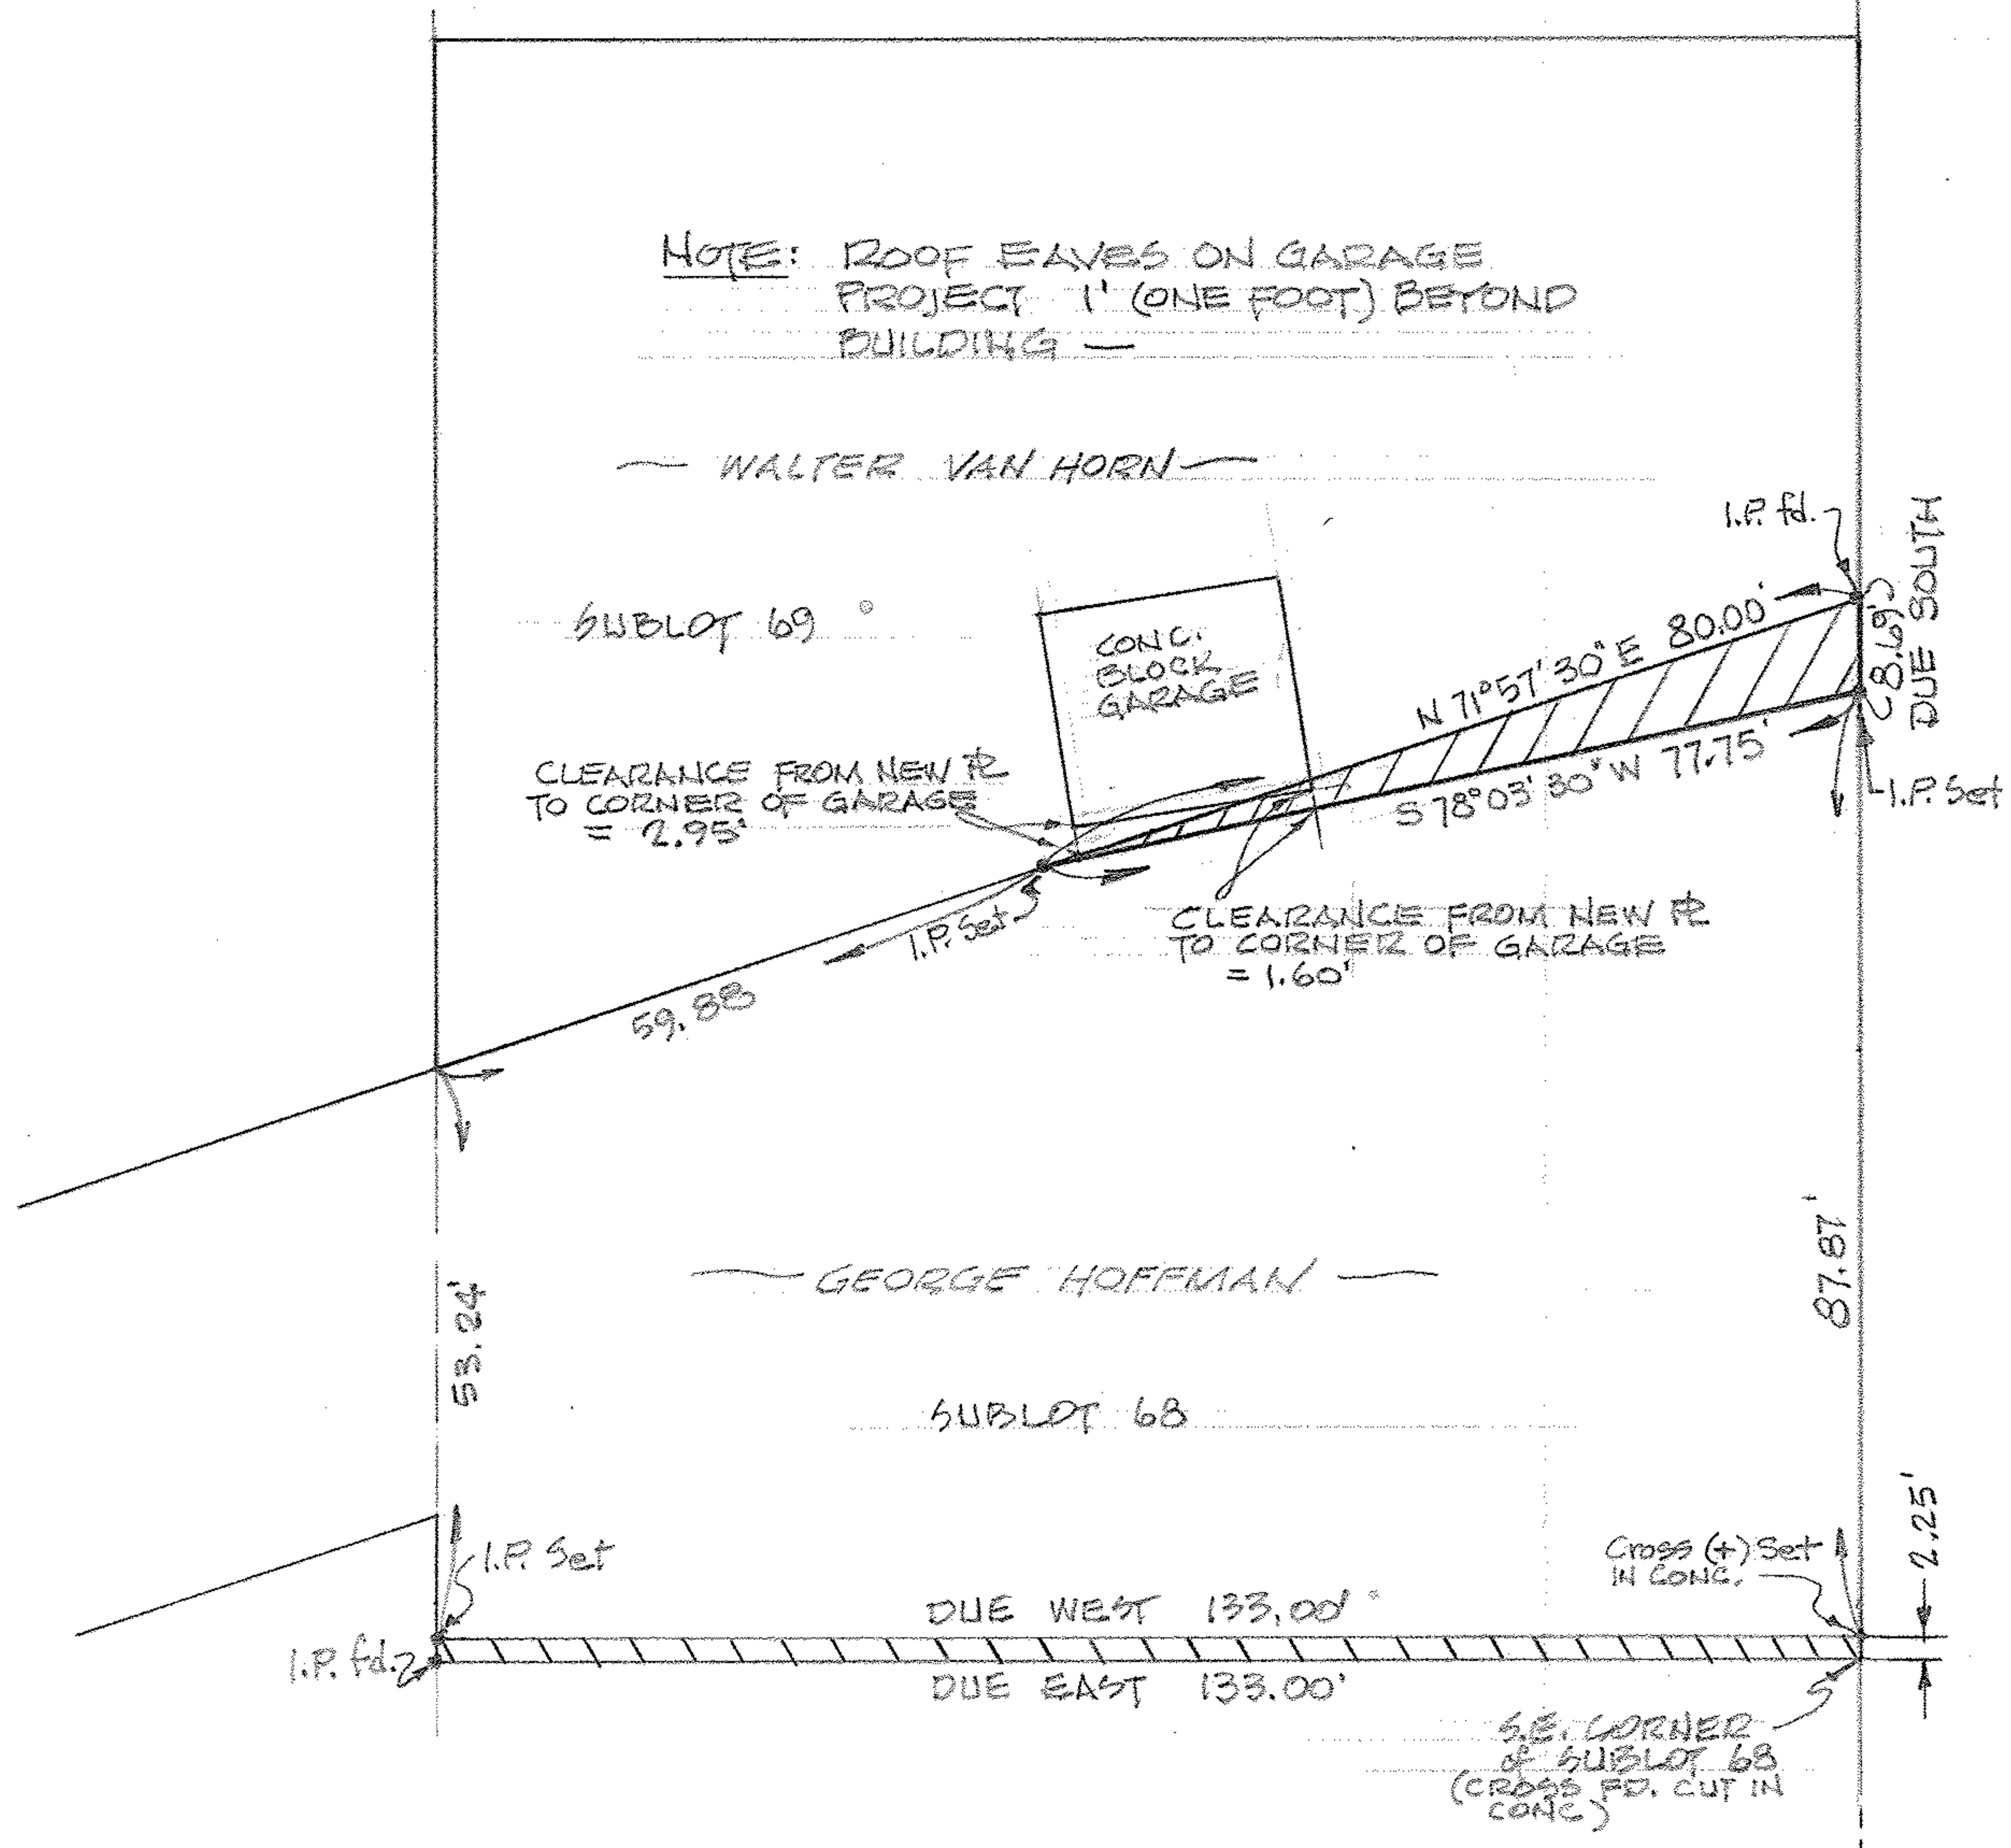 NOTE: ROOF EAVES ON GARAGE
PROJECT 1' (ONE FOOT) BEYOND
BUILDING —
— WALTER VAN HORN —
I.P. fd.
DUE SOUTH
(8.69')
SUBLOT 69
CONC.
BLOCK
GARAGE
N 71° 57' 30" E 80.00'
S 78° 03' 30" W 77.75'
I.P. Set
CLEARANCE FROM NEW PL
TO CORNER OF GARAGE
= 2.95'
I.P. Set
CLEARANCE FROM NEW PL
TO CORNER OF GARAGE
= 1.60'
59.88
53.24'
87.87'
— GEORGE HOFFMAN —
SUBLOT 68
I.P. Set
Cross (+) Set
IN CONC.
2.25'
DUE WEST 133.00'
I.P. fd.
DUE EAST 133.00'
S.E. CORNER
of SUBLOT 68
(CROSS FD. CUT IN
CONC)